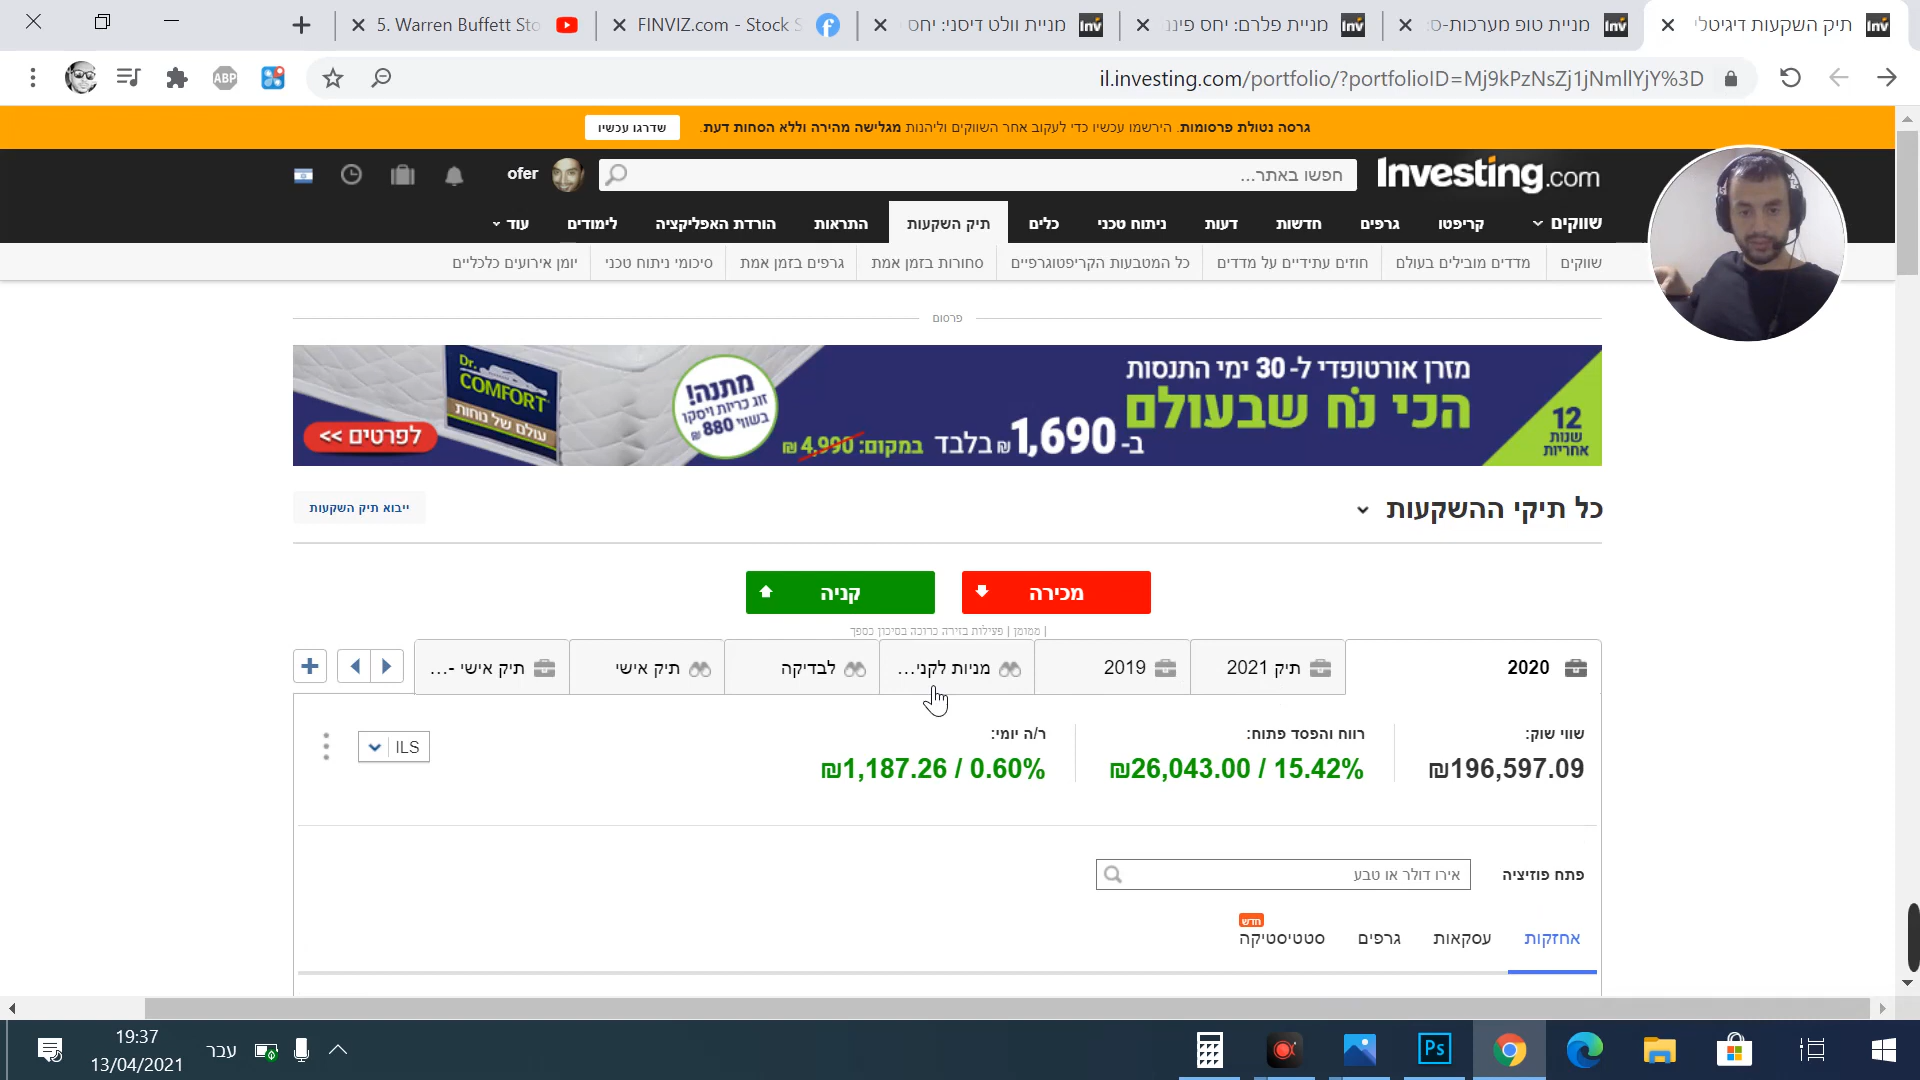 תיק השקעות דיגיטלי
מניית טופ מערכות-ס
מניית פלרם: יחס פיננ
מניית וולט דיסני: יחס
FINVIZ.com - Stock S
5. Warren Buffett Sto
il.investing.com/portfolio/?portfolioID=Mj9kPzNsZj1jNmllYjY%3D
ABP
גרסה נטולת פרסומות. הירשמו עכשיו כדי לעקוב אחר השווקים וליהנות מגלישה מהירה וללא הסחות דעת.
שדרגו עכשיו
Investing.com
חפשו באתר...
ofer
שווקים
קריפטו
גרפים
חדשות
דעות
ניתוח טכני
כלים
תיק השקעות
התראות
הורדת האפליקציה
לימודים
עוד
שווקים
מדדים מובילים בעולם
חוזים עתידיים על מדדים
כל המטבעות הקריפטוגרפיים
סחורות בזמן אמת
גרפים בזמן אמת
סיכומי ניתוח טכני
יומן אירועים כלכליים
פרסום
מזרן אורטופדי ל- 30 ימי התנסות
הכי נֹח שבעולם
12
שנות
אחריות
ב- 1,690 ₪ בלבד במקום: 4,990 ₪
מתנה!
זוג כריות ויסקו
בשווי 880 ₪
Dr.
COMFORT
עולם של נוחות
לפרטים >>
כל תיקי ההשקעות
ייבוא תיק השקעות
מכירה
קניה
| ממומן | פעילות בזירה כרוכה בסיכון כספך
2020
תיק 2021
2019
מניות לקני...
לבדיקה
תיק אישי
תיק אישי -...
שווי שוק:
₪196,597.09
רווח והפסד פתוח:
₪26,043.00 / 15.42%
ר/ה יומי:
₪1,187.26 / 0.60%
ILS
פתח פוזיציה
אירו דולר או טבע
אחזקות
עסקאות
גרפים
סטטיסטיקה
חדש
Ps
עבר
19:37
13/04/2021